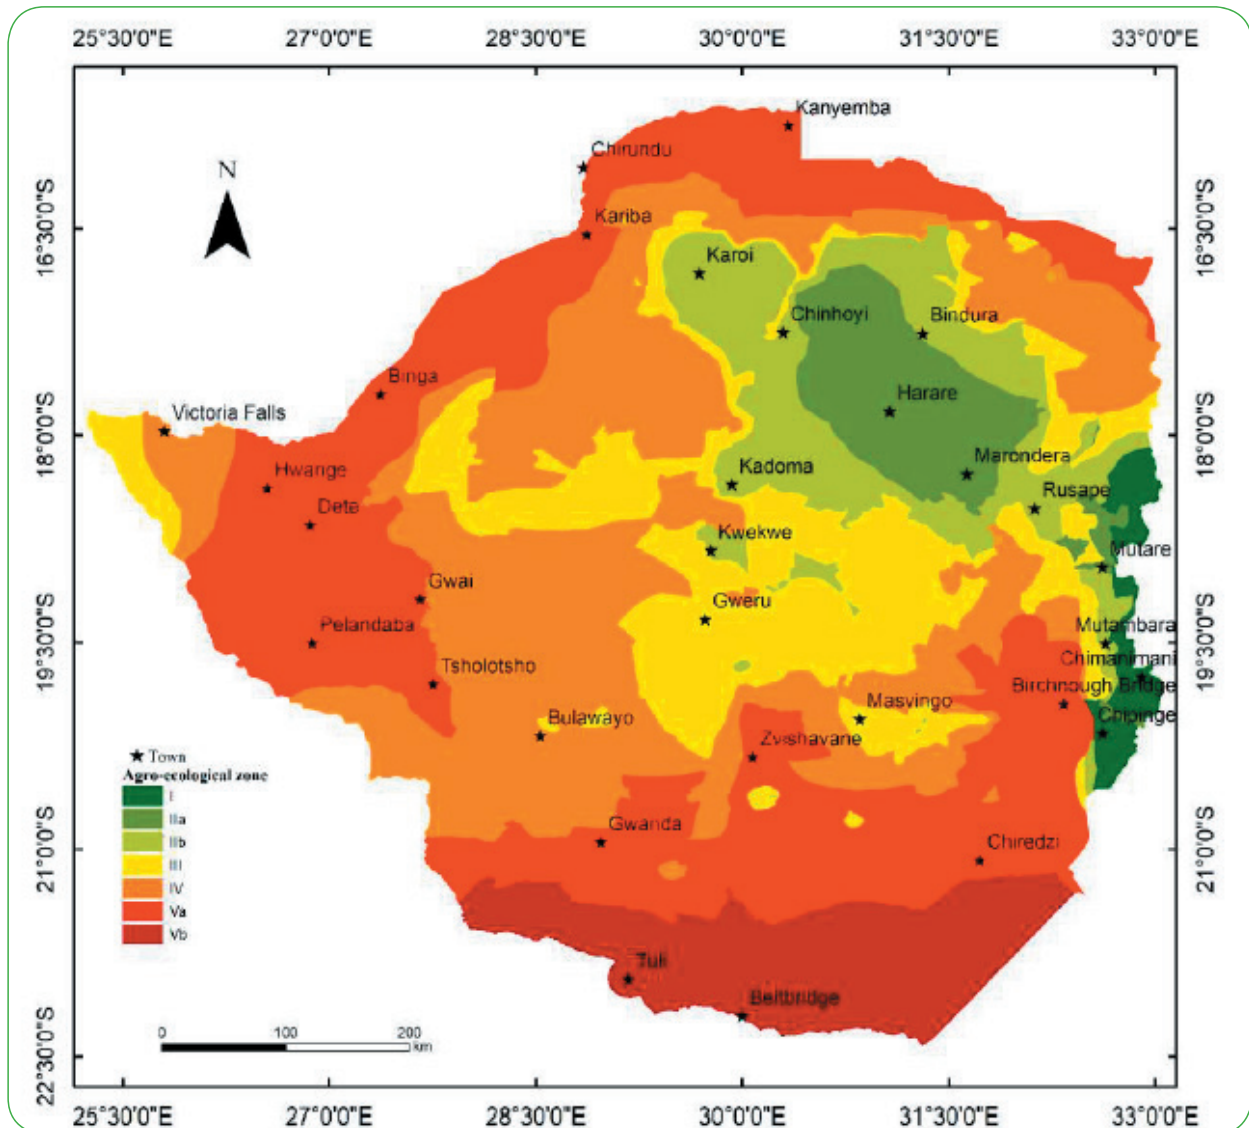 25°30'0"E 27°0'0"E 28°30'0"E 30°0'0"E 31°30'0"E 33°0'0"E
Kanyemba
Chirundu
N
Kariba
16°30'0"S
16°30'0"S
Karoi
Chinhoyi
Bindura
Binga
Harare
Victoria Falls
18°0'0"S
18°0'0"S
Hwange
Kadoma
Marondera
Dete
Rusape
Kwekwe
Mutare
Gwai
Gweru
Pelandaba
Mutambara
19°30'0"S
19°30'0"S
Tsholotsho
Chimanimani
Birchnough Bridge
Masvingo
Bulawayo
Chipinge
Zvishavane
Town
Agro-ecological zone
I
IIa
IIb
III
IV
Va
Vb
Gwanda
Chiredzi
21°0'0"S
21°0'0"S
Tuli
Beitbridge
0 100 200
km
22°30'0"S
22°30'0"S
25°30'0"E 27°0'0"E 28°30'0"E 30°0'0"E 31°30'0"E 33°0'0"E